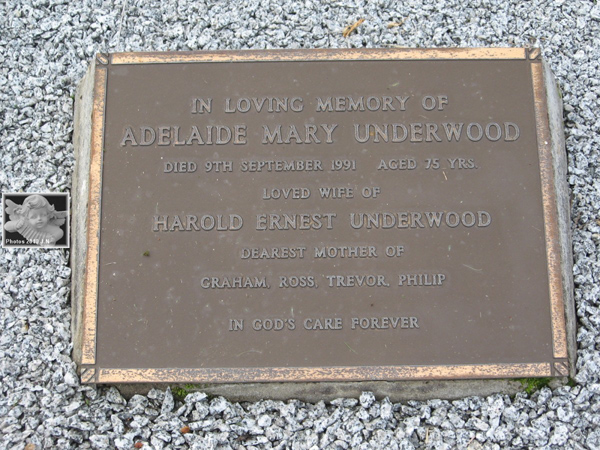 IN LOVING MEMORY OF
ADELAIDE MARY UNDERWOOD
DIED 9TH SEPTEMBER 1991 AGED 75 YRS.
LOVED WIFE OF
HAROLD ERNEST UNDERWOOD
DEAREST MOTHER OF
GRAHAM, ROSS, TREVOR, PHILIP
IN GOD'S CARE FOREVER
Photos